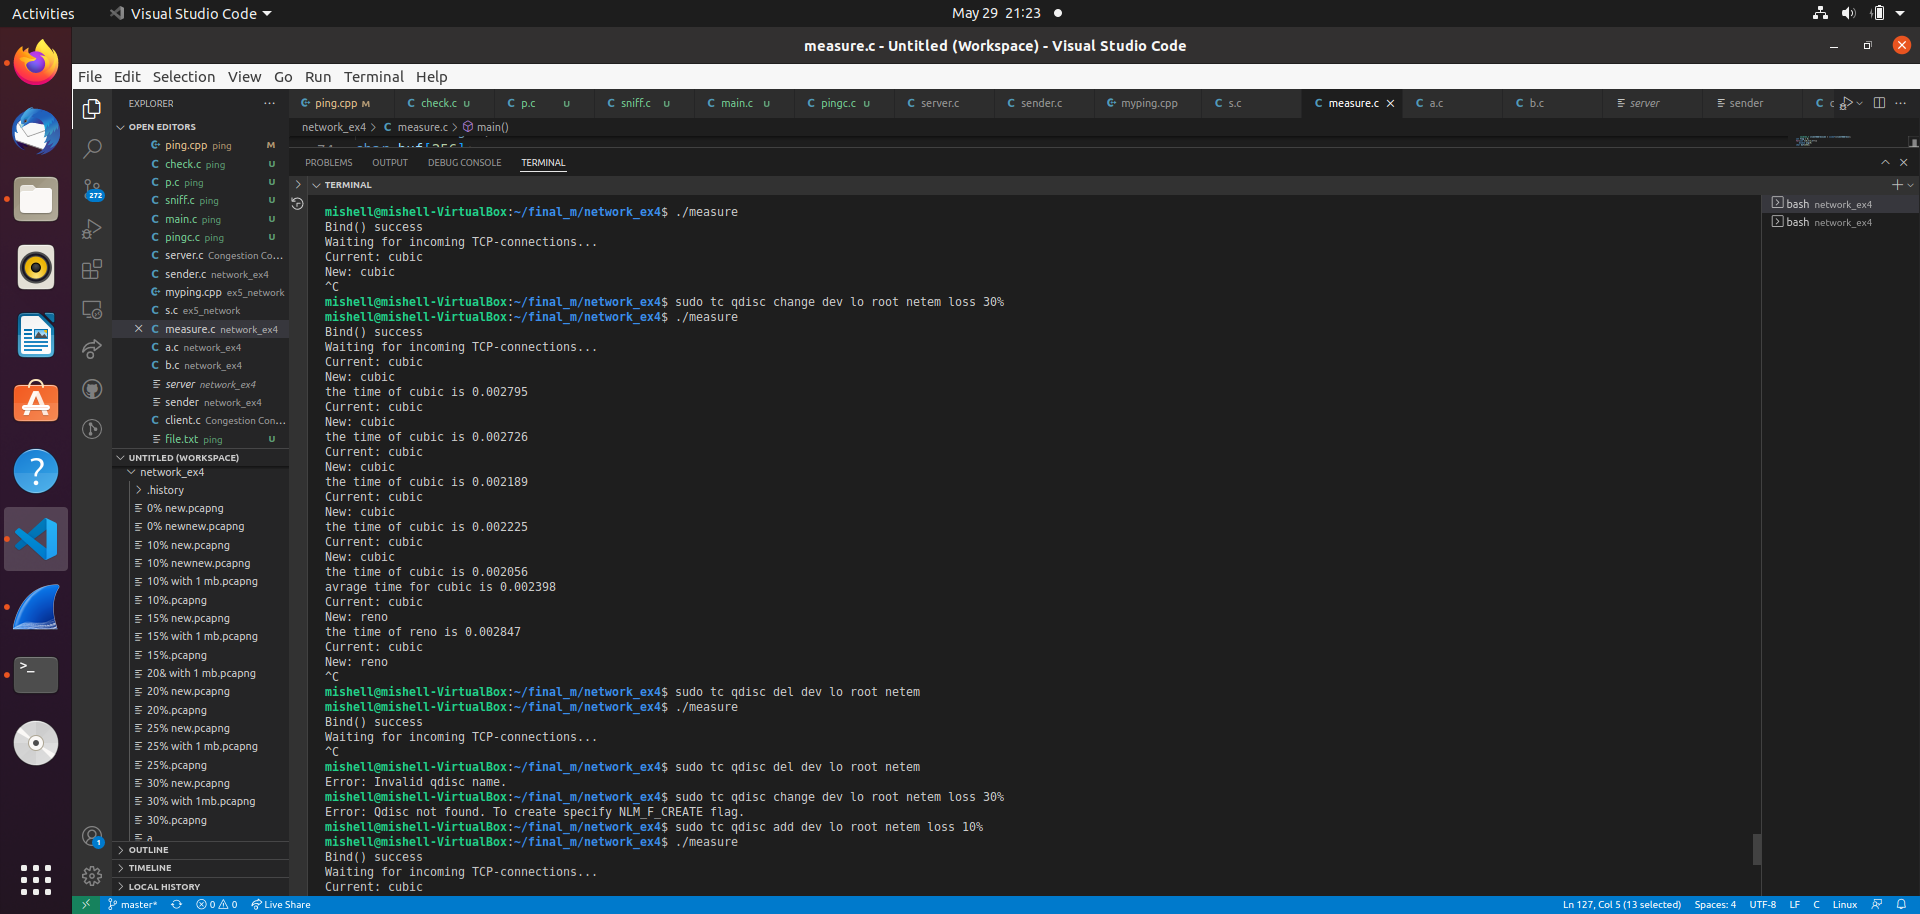 Activities
Visual Studio Code
May 29 21:23
measure.c - Untitled (Workspace) - Visual Studio Code
File Edit Selection View Go Run Terminal Help
EXPLORER
ping.cpp M
check.c U
p.c U
sniff.c U
main.c U
pingc.c U
server.c
sender.c
myping.cpp
s.c
measure.c
a.c
b.c
server
sender
network_ex4 > C measure.c > main()
OPEN EDITORS
ping.cpp ping M
check.c ping U
p.c ping U
sniff.c ping U
main.c ping U
pingc.c ping U
server.c Congestion Co...
sender.c network_ex4
myping.cpp ex5_network
s.c ex5_network
measure.c network_ex4
a.c network_ex4
b.c network_ex4
server network_ex4
sender network_ex4
client.c Congestion Con...
file.txt ping U
UNTITLED (WORKSPACE)
network_ex4
.history
0% new.pcapng
0% newnew.pcapng
10% new.pcapng
10% newnew.pcapng
10% with 1 mb.pcapng
10%.pcapng
15% new.pcapng
15% with 1 mb.pcapng
15%.pcapng
20& with 1 mb.pcapng
20% new.pcapng
20%.pcapng
25% new.pcapng
25% with 1 mb.pcapng
25%.pcapng
30% new.pcapng
30% with 1mb.pcapng
30%.pcapng
a
OUTLINE
TIMELINE
LOCAL HISTORY
272
1
PROBLEMS OUTPUT DEBUG CONSOLE TERMINAL
TERMINAL
mishell@mishell-VirtualBox:~/final_m/network_ex4$ ./measure
Bind() success
Waiting for incoming TCP-connections...
Current: cubic
New: cubic
^C
mishell@mishell-VirtualBox:~/final_m/network_ex4$ sudo tc qdisc change dev lo root netem loss 30%
mishell@mishell-VirtualBox:~/final_m/network_ex4$ ./measure
Bind() success
Waiting for incoming TCP-connections...
Current: cubic
New: cubic
the time of cubic is 0.002795
Current: cubic
New: cubic
the time of cubic is 0.002726
Current: cubic
New: cubic
the time of cubic is 0.002189
Current: cubic
New: cubic
the time of cubic is 0.002225
Current: cubic
New: cubic
the time of cubic is 0.002056
avrage time for cubic is 0.002398
Current: cubic
New: reno
the time of reno is 0.002847
Current: cubic
New: reno
^C
mishell@mishell-VirtualBox:~/final_m/network_ex4$ sudo tc qdisc del dev lo root netem
mishell@mishell-VirtualBox:~/final_m/network_ex4$ ./measure
Bind() success
Waiting for incoming TCP-connections...
^C
mishell@mishell-VirtualBox:~/final_m/network_ex4$ sudo tc qdisc del dev lo root netem
Error: Invalid qdisc name.
mishell@mishell-VirtualBox:~/final_m/network_ex4$ sudo tc qdisc change dev lo root netem loss 30%
Error: Qdisc not found. To create specify NLM_F_CREATE flag.
mishell@mishell-VirtualBox:~/final_m/network_ex4$ sudo tc qdisc add dev lo root netem loss 10%
mishell@mishell-VirtualBox:~/final_m/network_ex4$ ./measure
Bind() success
Waiting for incoming TCP-connections...
Current: cubic
bash network_ex4
bash network_ex4
master* 0 0 Live Share
Ln 127, Col 5 (13 selected) Spaces: 4 UTF-8 LF C Linux